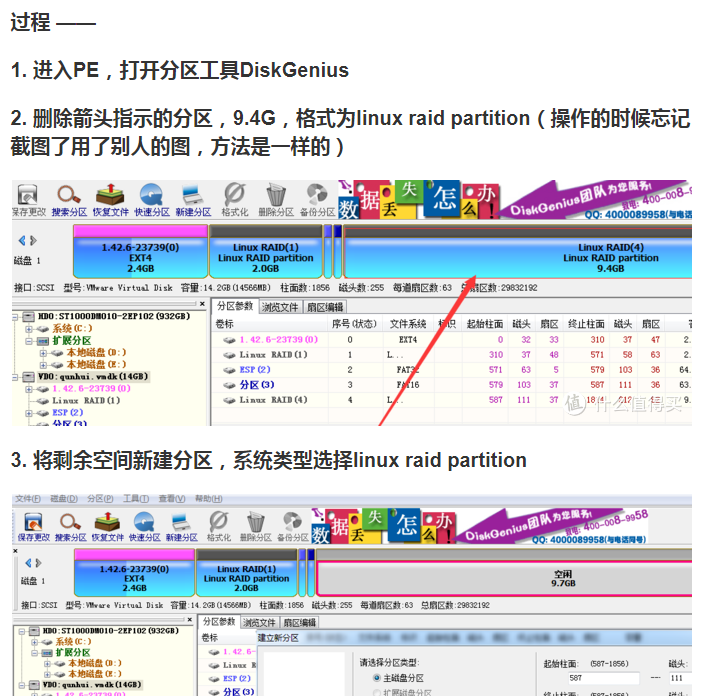 过程 ——
1. 进入PE，打开分区工具DiskGenius
2. 删除箭头指示的分区，9.4G，格式为linux raid partition（操作的时候忘记
截图了用了别人的图，方法是一样的）
保存更改 搜索分区 恢复文件 快速分区 新建分区 格式化 删除分区 备份分区 数据丢失怎么办! DiskGenius团队为您服务!
QQ: 4000089958(与电话
磁盘 1
1.42.6-23739(0) Linux RAID(1) Linux RAID(4)
EXT4 Linux RAID partition Linux RAID partition
2.4GB 2.0GB 9.4GB
接口:SCSI 型号:VMware Virtual Disk 容量:14.2GB(14566MB) 柱面数:1856 磁头数:255 每道扇区数:63 总扇区数:29832192
分区参数 浏览文件 扇区编辑
HD0:ST1000DM010-2EP102(932GB)
系统(C:)
扩展分区
本地磁盘(D:)
本地磁盘(E:)
VD0:qunhui.vmdk(14GB)
1.42.6-23739(0)
Linux RAID(1)
ESP(2)
分区(3)
卷标 序号(状态) 文件系统 标识 起始柱面 磁头 扇区 终止柱面 磁头 扇区
1.42.6-23739(0) 0 EXT4 0 32 33 310 37 47 2.
Linux RAID(1) 1 L... 310 37 48 571 58 63 2.
ESP(2) 2 FAT32 571 63 5 579 103 36 64.
分区(3) 3 FAT16 579 103 37 587 111 36 63.
Linux RAID(4) 4 L... 587 111 37
值 什么值得买
3. 将剩余空间新建分区，系统类型选择linux raid partition
文件(F) 磁盘(D) 分区(P) 工具(T) 查看(V) 帮助(H)
保存更改 搜索分区 恢复文件 快速分区 新建分区 格式化 删除分区 备份分区 数据丢失怎么办! DiskGenius团队为您服务!
致电: 400-008-9958
QQ: 4000089958(与电话同号)
磁盘 1
1.42.6-23739(0) Linux RAID(1) 空闲
EXT4 Linux RAID partition 9.7GB
2.4GB 2.0GB
接口:SCSI 型号:VMware Virtual Disk 容量:14.2GB(14566MB) 柱面数:1856 磁头数:255 每道扇区数:63 总扇区数:29832192
分区参数 浏览文件 扇区编辑
HD0:ST1000DM010-2EP102(932GB)
系统(C:)
扩展分区
本地磁盘(D:)
本地磁盘(E:)
VD0:qunhui.vmdk(14GB)
卷标 建立新分区
1.42.6-
Linux R
ESP(2)
分区(3)
请选择分区类型:
主磁盘分区
扩展磁盘分区
起始柱面: (587-1856) 磁头:
587 111